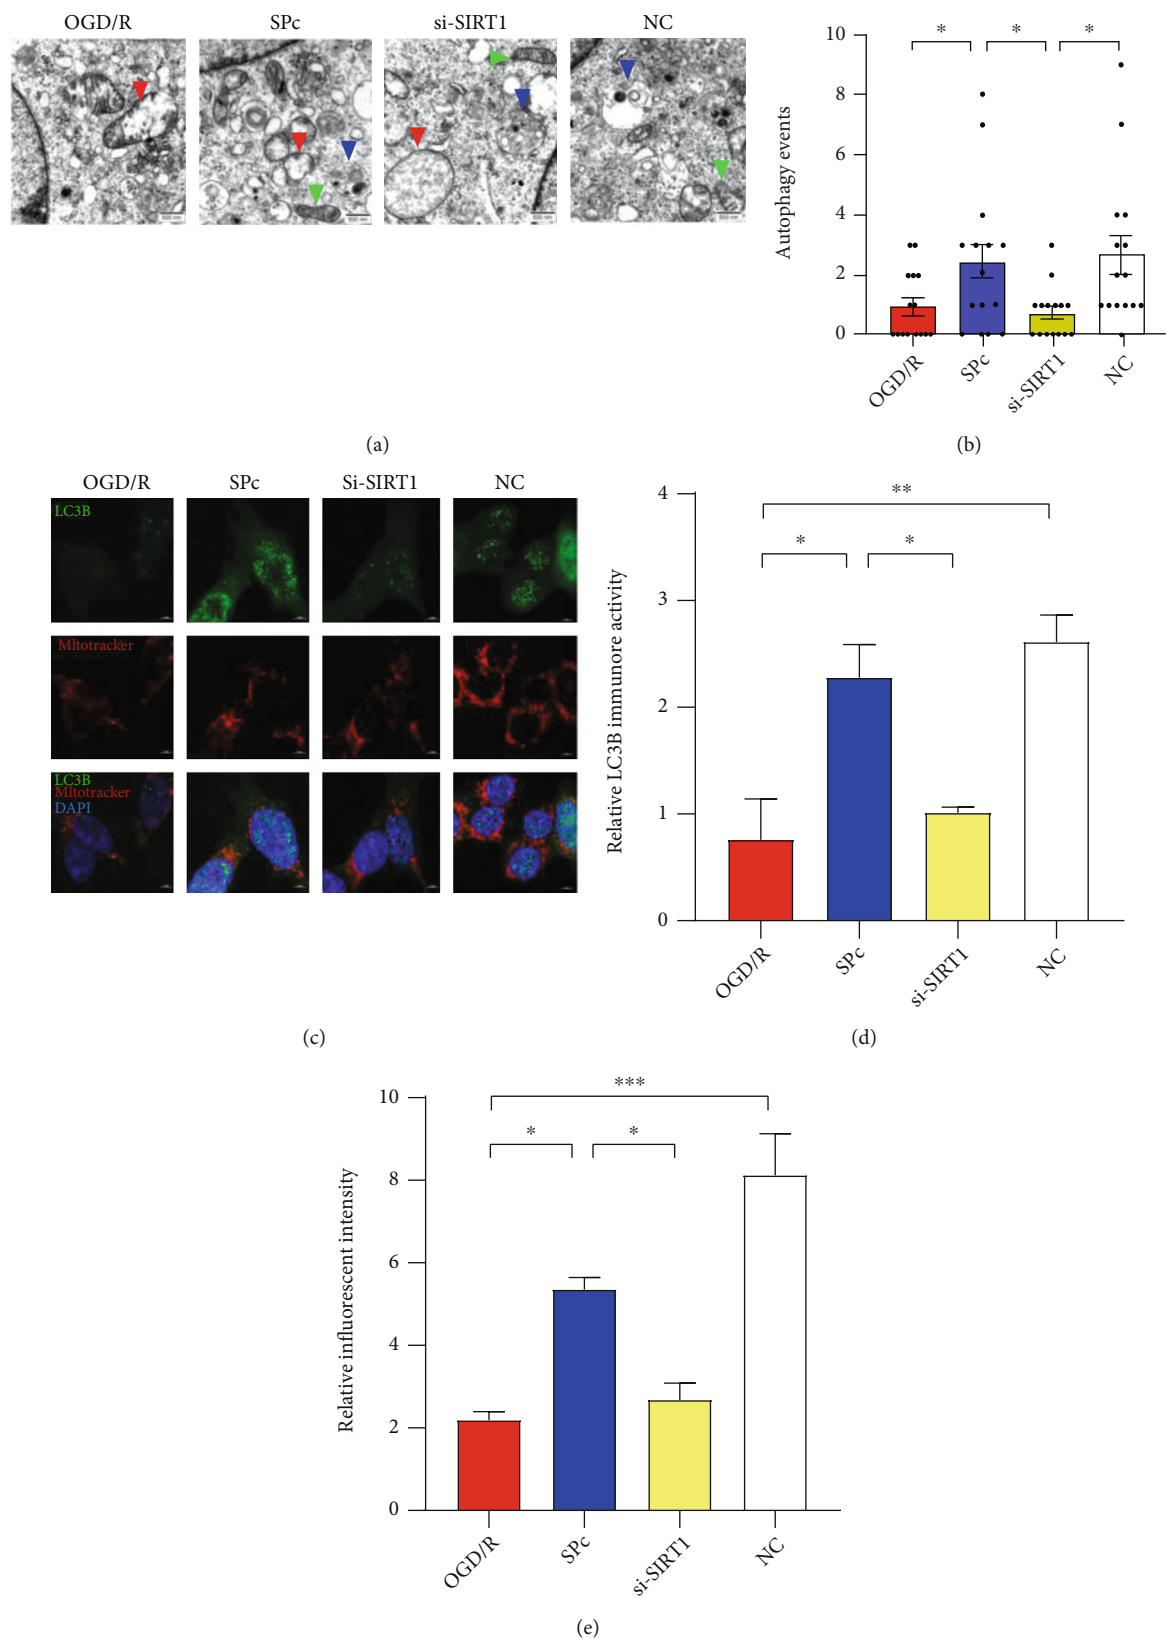 OGD/R SPc si-SIRT1 NC
(a)
10
8
6
4
2
0
Autophagy events
* * *
OGD/R SPc si-SIRT1 NC
(b)
OGD/R SPc Si-SIRT1 NC
LC3B
MItotracker
LC3B
MItotracker
DAPI
(c)
4
3
2
1
0
Relative LC3B immunore activity
**
* *
OGD/R SPc si-SIRT1 NC
(d)
10
8
6
4
2
0
Relative influorescent intensity
***
* *
OGD/R SPc si-SIRT1 NC
(e)